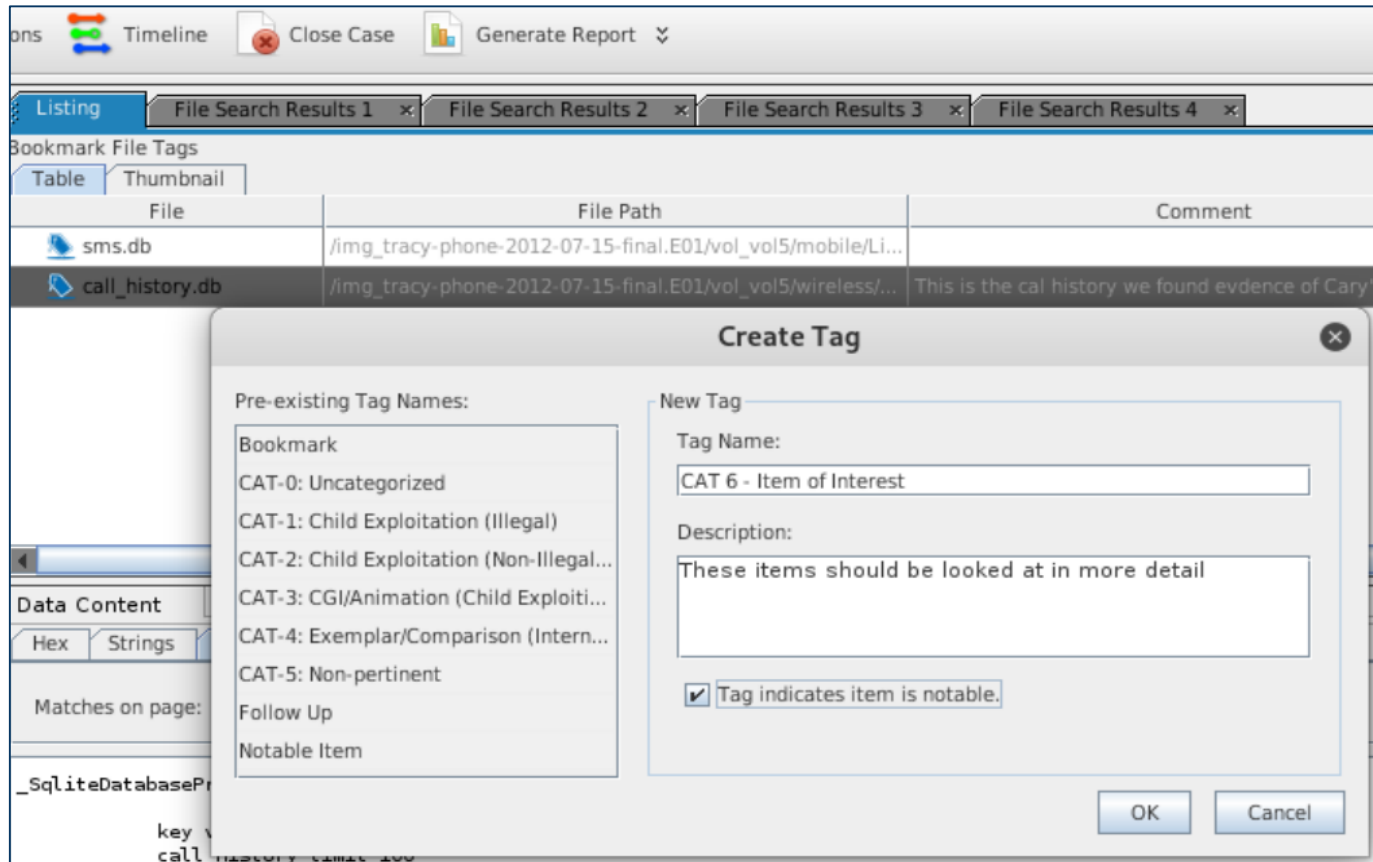 ons Timeline Close Case Generate Report
Listing File Search Results 1 File Search Results 2 File Search Results 3 File Search Results 4
Bookmark File Tags
Table Thumbnail
File File Path Comment
sms.db /img_tracy-phone-2012-07-15-final.E01/vol_vol5/mobile/Li...
call_history.db /img_tracy-phone-2012-07-15-final.E01/vol_vol5/wireless/... This is the cal history we found evdence of Cary
Create Tag
Pre-existing Tag Names:
Bookmark
CAT-0: Uncategorized
CAT-1: Child Exploitation (Illegal)
CAT-2: Child Exploitation (Non-Illegal...
CAT-3: CGI/Animation (Child Exploiti...
CAT-4: Exemplar/Comparison (Intern...
CAT-5: Non-pertinent
Follow Up
Notable Item
New Tag
Tag Name:
CAT 6 - Item of Interest
Description:
These items should be looked at in more detail
Tag indicates item is notable.
OK Cancel
Data Content
Hex Strings
Matches on page:
_SqliteDatabasePr
key v
call history limit 100